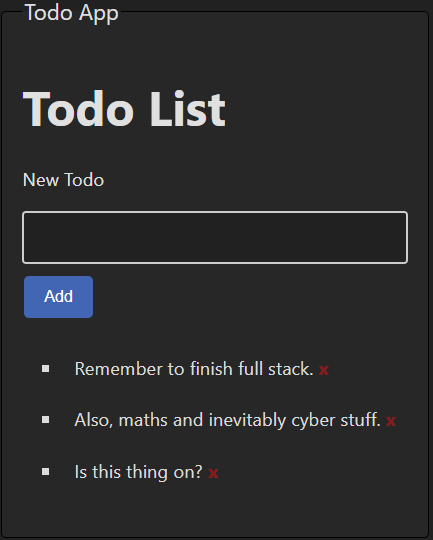 Todo App
Todo List
New Todo
Add
Remember to finish full stack. x
Also, maths and inevitably cyber stuff. x
Is this thing on? x